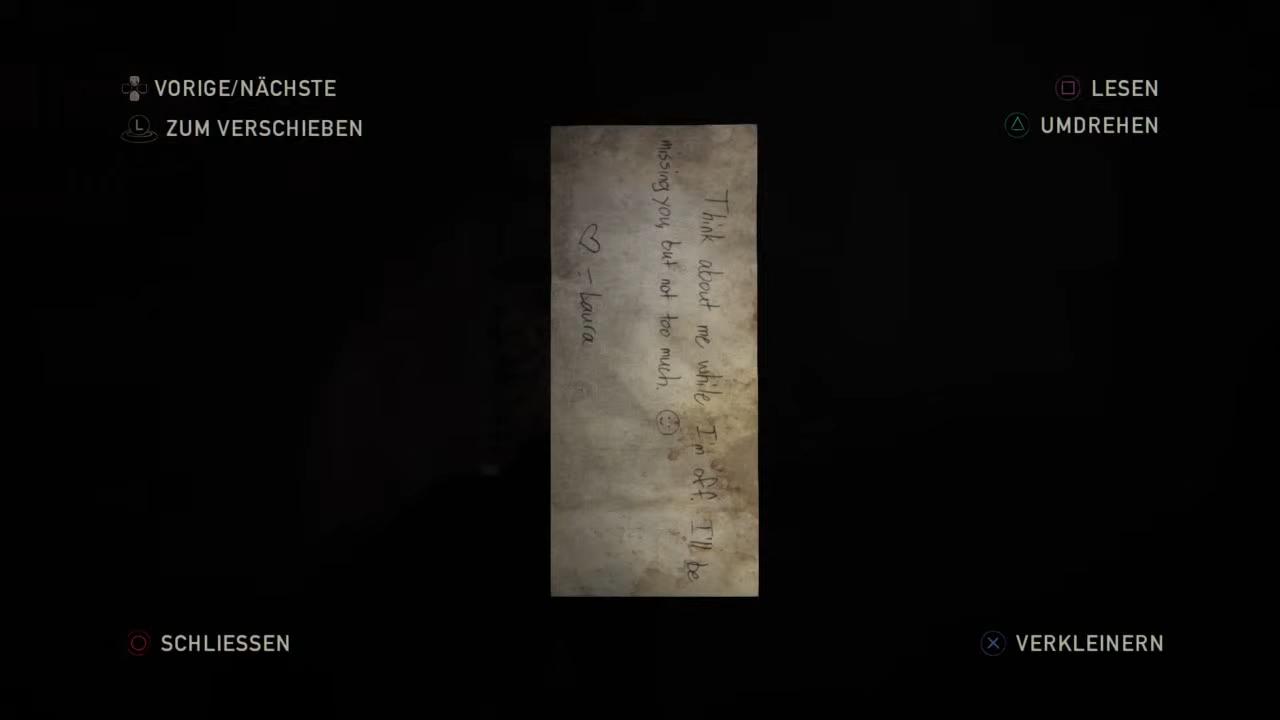 VORIGE/NÄCHSTE
L ZUM VERSCHIEBEN
LESEN
UMDREHEN
Think about me while I'm off. I'll be
missing you, but not too much.
- Laura
SCHLIESSEN
VERKLEINERN